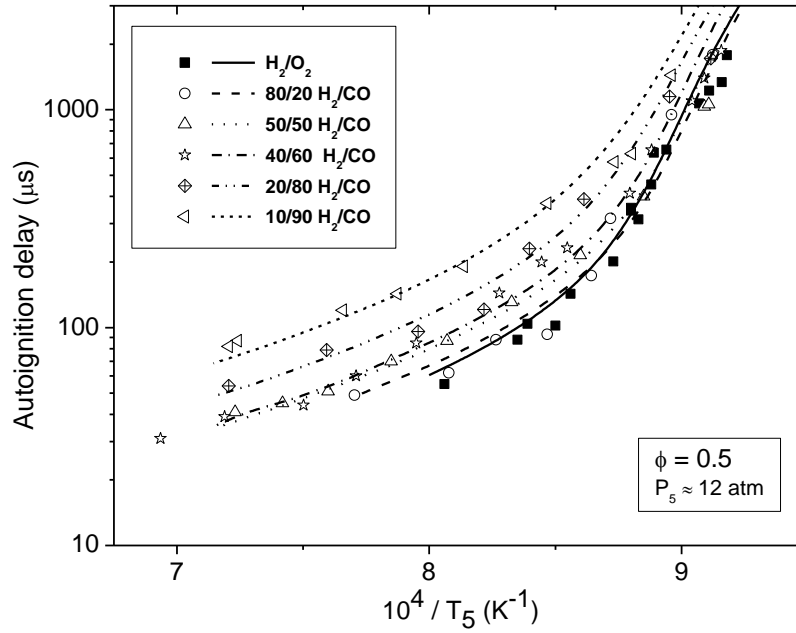 H₂/O₂
80/20 H₂/CO
50/50 H₂/CO
40/60 H₂/CO
20/80 H₂/CO
10/90 H₂/CO
1000
100
10
Autoignition delay (μs)
ϕ = 0.5
P₅ ≈ 12 atm
7 8 9
10⁴ / T₅ (K⁻¹)